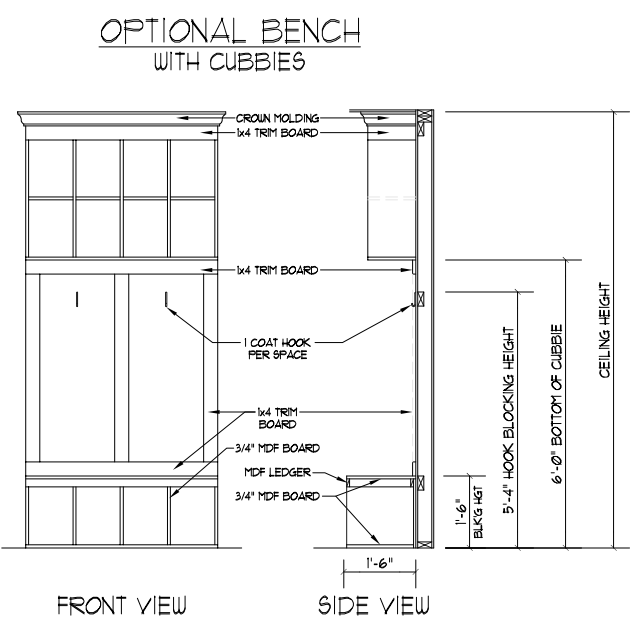 OPTIONAL BENCH
WITH CUBBIES
CROWN MOLDING
1x4 TRIM BOARD
1x4 TRIM BOARD
1 COAT HOOK
PER SPACE
1x4 TRIM
BOARD
3/4" MDF BOARD
MDF LEDGER
3/4" MDF BOARD
1'-6"
1'-6"
BLK'G HGT
5'-4" HOOK BLOCKING HEIGHT
6'-0" BOTTOM OF CUBBIE
CEILING HEIGHT
FRONT VIEW
SIDE VIEW